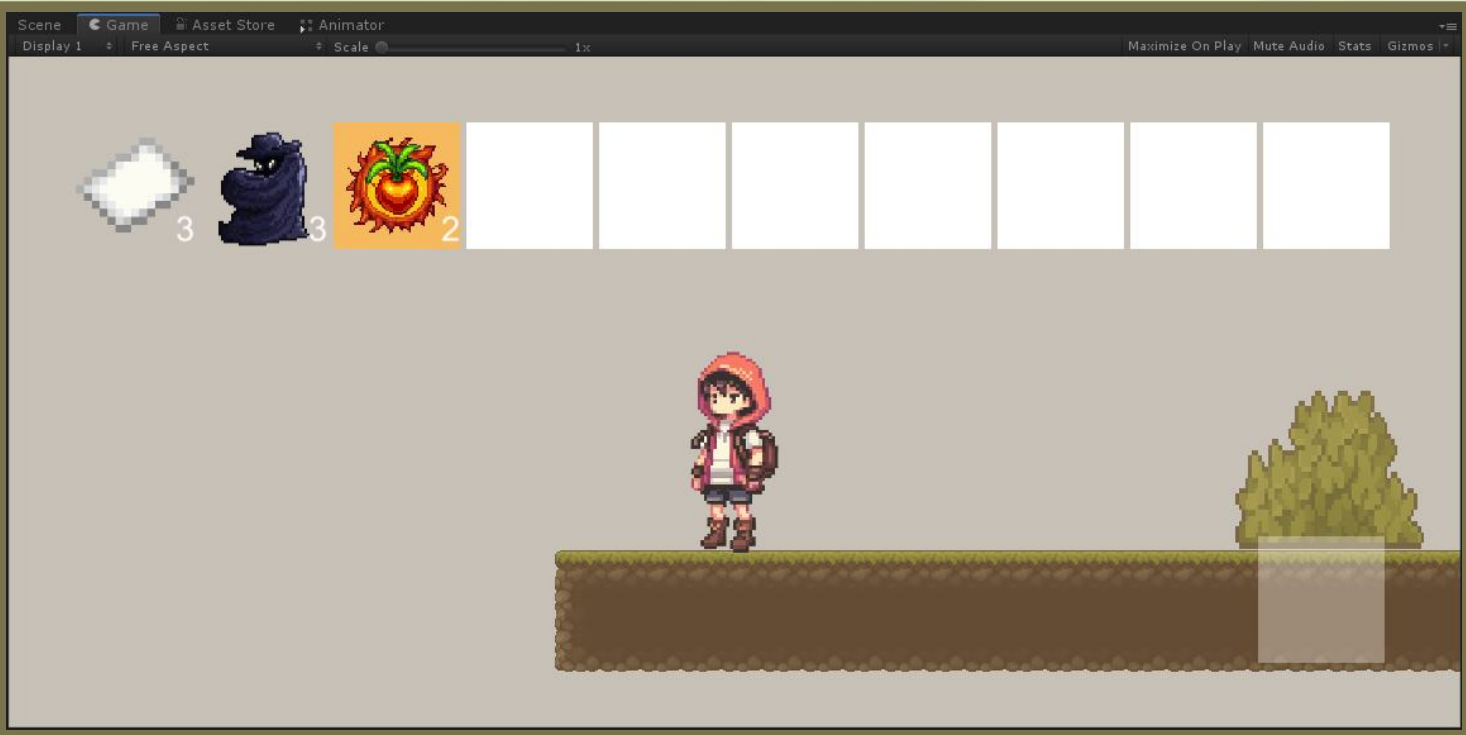 Scene Game Asset Store Animator
Display 1 Free Aspect Scale 1x Maximize On Play Mute Audio Stats Gizmos
3 3 2